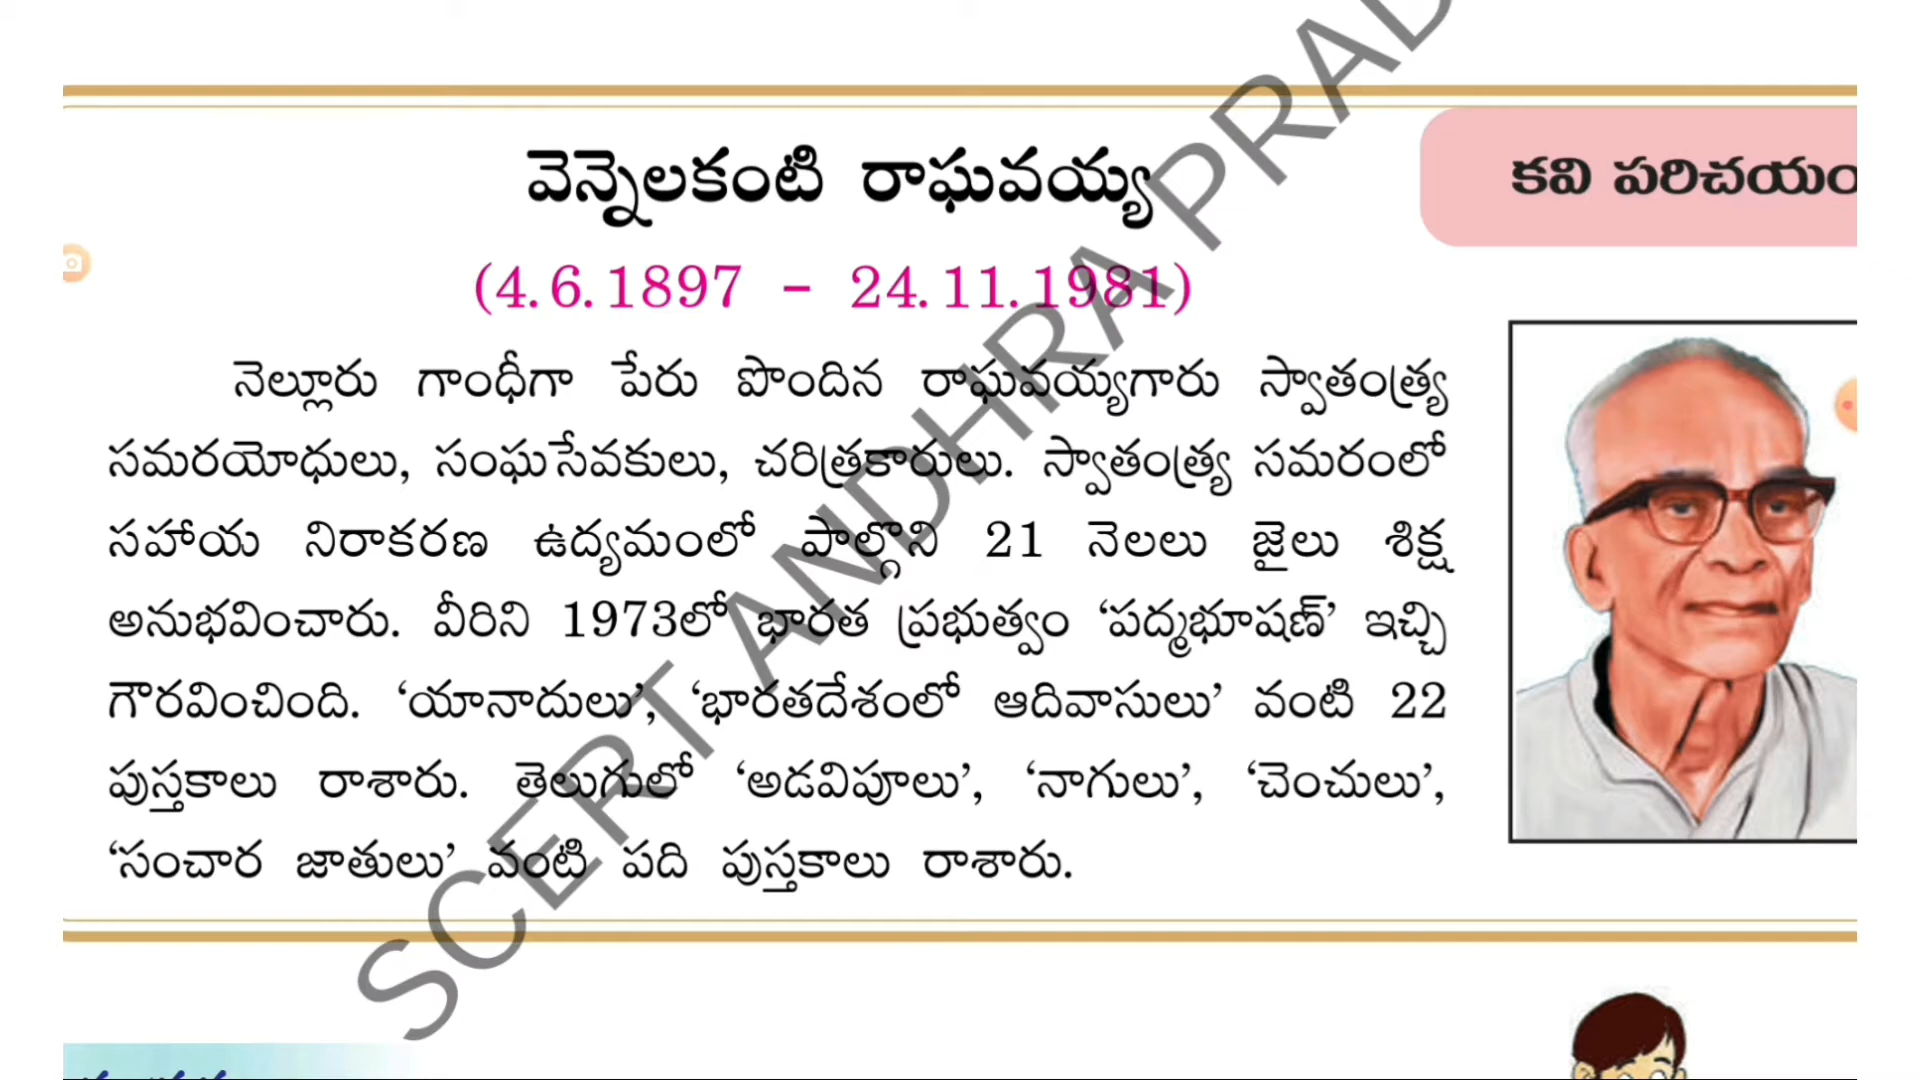 వెన్నెలకంటి రాఘవయ్య
కవి పరిచయం
(4.6.1897 – 24.11.1981)
నెల్లూరు గాంధీగా పేరు పొందిన రాఘవయ్యగారు స్వాతంత్ర్య
సమరయోధులు, సంఘసేవకులు, చరిత్రకారులు. స్వాతంత్ర్య సమరంలో
సహాయ నిరాకరణ ఉద్యమంలో పాల్గొని 21 నెలలు జైలు శిక్ష
అనుభవించారు. వీరిని 1973లో భారత ప్రభుత్వం ‘పద్మభూషణ్’ ఇచ్చి
గౌరవించింది. ‘యానాదులు’, ‘భారతదేశంలో ఆదివాసులు’ వంటి 22
పుస్తకాలు రాశారు. తెలుగులో ‘అడవిపూలు’, ‘నాగులు’, ‘చెంచులు’,
‘సంచార జాతులు’ వంటి పది పుస్తకాలు రాశారు.
SCERT ANDHRA PRAD